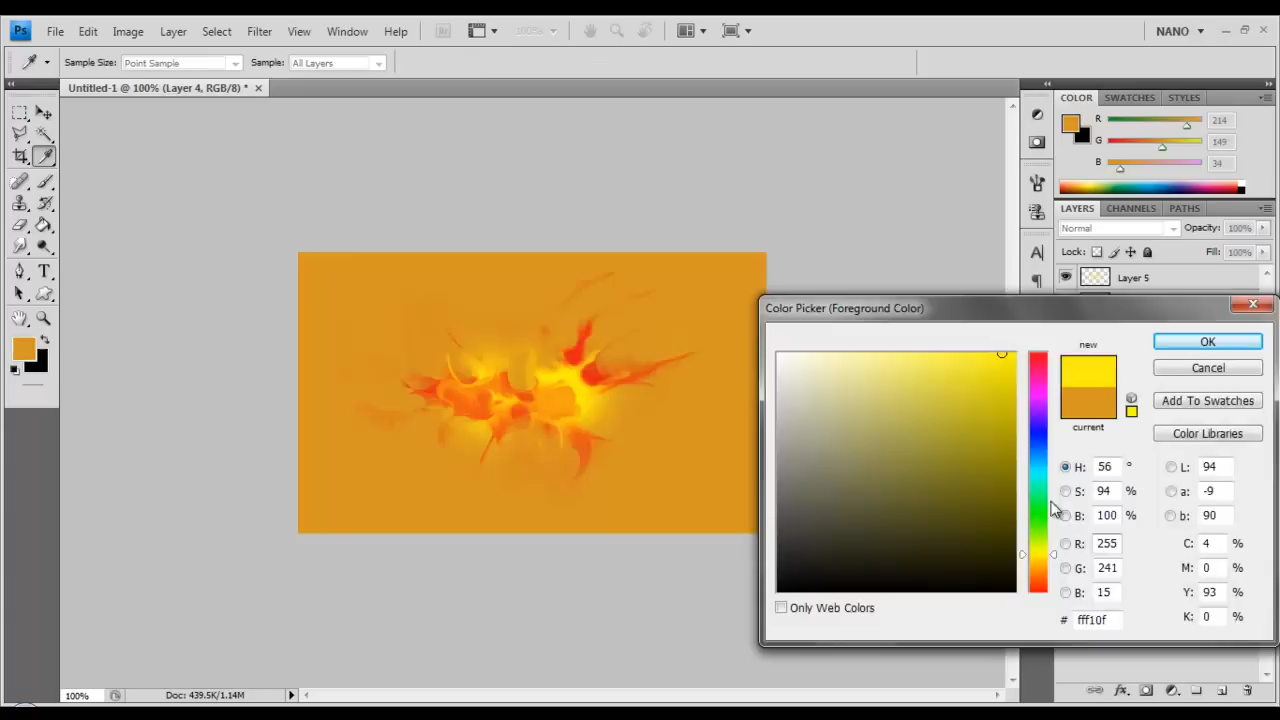 Ps File Edit Image Layer Select Filter View Window Help 100% NANO
Sample Size: Point Sample Sample: All Layers
Untitled-1 @ 100% (Layer 4, RGB/8) *
COLOR SWATCHES STYLES
R 214
G 149
B 34
LAYERS CHANNELS PATHS
Normal Opacity: 100%
Lock: Fill: 100%
Layer 5
Color Picker (Foreground Color)
new
OK
Cancel
Add To Swatches
current
Color Libraries
H: 56 ° L: 94
S: 94 % a: -9
B: 100 % b: 90
R: 255 C: 4 %
G: 241 M: 0 %
B: 15 Y: 93 %
Only Web Colors
# fff10f K: 0 %
100% Doc: 439.5K/1.14M